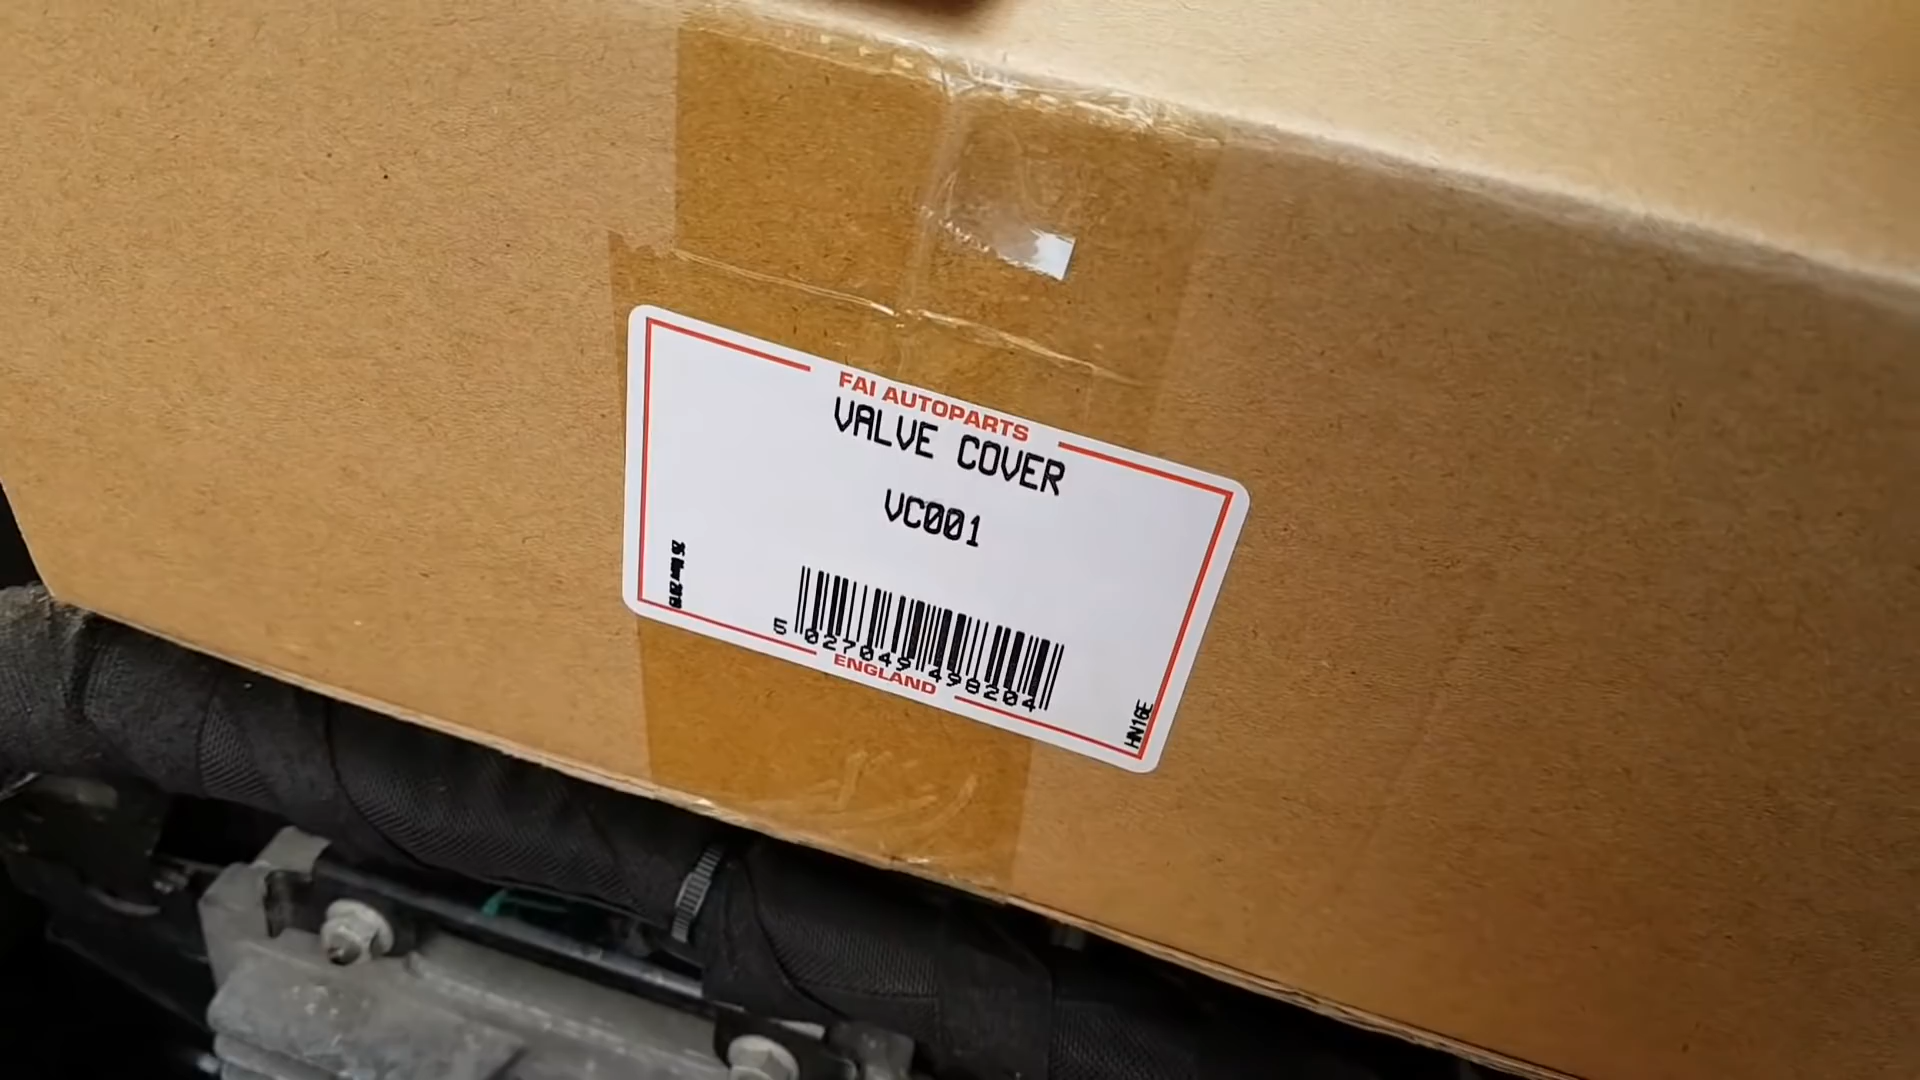 FAI AUTOPARTS
VALVE COVER
VC001
5 027049 498204
ENGLAND
HN16E